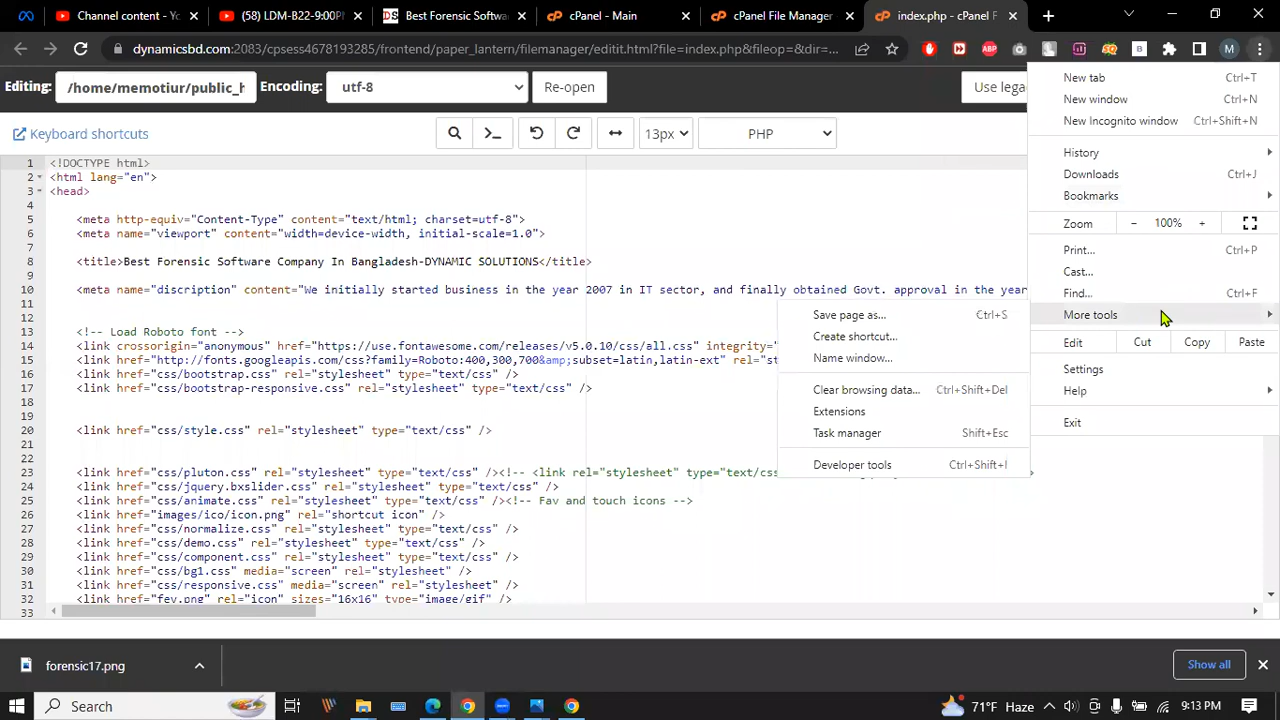 Channel content - Yo
(58) LDM-B22-9:00P
Best Forensic Softwa
cPanel - Main
cPanel File Manager
index.php - cPanel F
dynamicsbd.com:2083/cpsess4678193285/frontend/paper_lantern/filemanager/editit.html?file=index.php&fileop=&dir=...
Editing: /home/memotiur/public_h Encoding: utf-8 Re-open Use lega
Keyboard shortcuts 13px PHP
1 <!DOCTYPE html>
2 <html lang="en">
3 <head>
4
5 <meta http-equiv="Content-Type" content="text/html; charset=utf-8">
6 <meta name="viewport" content="width=device-width, initial-scale=1.0">
7
8 <title>Best Forensic Software Company In Bangladesh-DYNAMIC SOLUTIONS</title>
9
10 <meta name="discription" content="We initially started business in the year 2007 in IT sector, and finally obtained Govt. approval in the year
11
12
13 <!-- Load Roboto font -->
14 <link crossorigin="anonymous" href="https://use.fontawesome.com/releases/v5.0.10/css/all.css" integrity=
15 <link href="http://fonts.googleapis.com/css?family=Roboto:400,300,700&amp;subset=latin,latin-ext" rel="st
16 <link href="css/bootstrap.css" rel="stylesheet" type="text/css" />
17 <link href="css/bootstrap-responsive.css" rel="stylesheet" type="text/css" />
18
19
20 <link href="css/style.css" rel="stylesheet" type="text/css" />
21
22
23 <link href="css/pluton.css" rel="stylesheet" type="text/css" /><!-- <link rel="stylesheet" type="text/css
24 <link href="css/jquery.bxslider.css" rel="stylesheet" type="text/css" />
25 <link href="css/animate.css" rel="stylesheet" type="text/css" /><!-- Fav and touch icons -->
26 <link href="images/ico/icon.png" rel="shortcut icon" />
27 <link href="css/normalize.css" rel="stylesheet" type="text/css" />
28 <link href="css/demo.css" rel="stylesheet" type="text/css" />
29 <link href="css/component.css" rel="stylesheet" type="text/css" />
30 <link href="css/bg1.css" media="screen" rel="stylesheet" />
31 <link href="css/responsive.css" media="screen" rel="stylesheet" />
32 <link href="fev.png" rel="icon" sizes="16x16" type="image/gif" />
33
New tab Ctrl+T
New window Ctrl+N
New Incognito window Ctrl+Shift+N
History
Downloads Ctrl+J
Bookmarks
Zoom - 100% +
Print... Ctrl+P
Cast...
Find... Ctrl+F
More tools
Edit Cut Copy Paste
Settings
Help
Exit
Save page as... Ctrl+S
Create shortcut...
Name window...
Clear browsing data... Ctrl+Shift+Del
Extensions
Task manager Shift+Esc
Developer tools Ctrl+Shift+I
forensic17.png Show all
Search 71°F Haze 9:13 PM